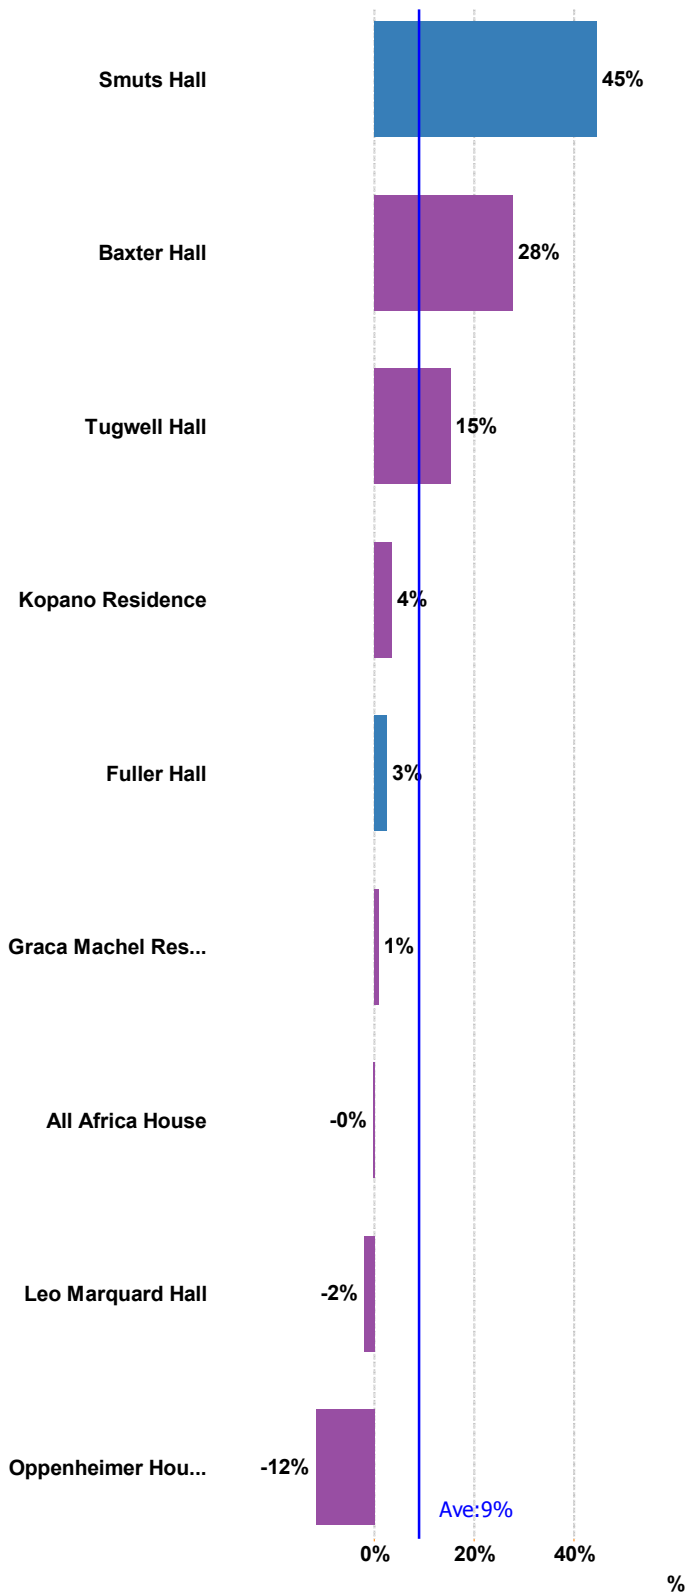 Smuts Hall 45%
Baxter Hall 28%
Tugwell Hall 15%
Kopano Residence 4%
Fuller Hall 3%
Graca Machel Res... 1%
All Africa House -0%
Leo Marquard Hall -2%
Oppenheimer Hou... -12%
Ave:9%
0% 20% 40%
%